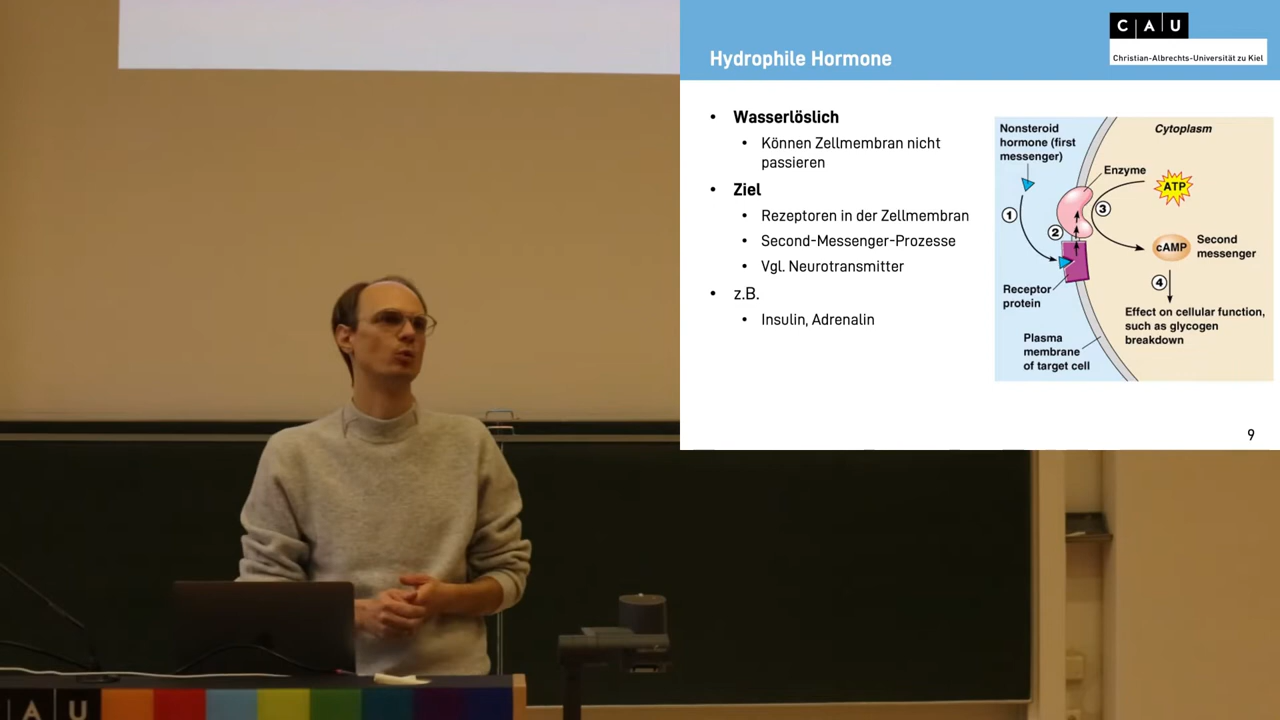 Hydrophile Hormone
C A U
Christian-Albrechts-Universität zu Kiel
• Wasserlöslich
• Können Zellmembran nicht
passieren
• Ziel
• Rezeptoren in der Zellmembran
• Second-Messenger-Prozesse
• Vgl. Neurotransmitter
• z.B.
• Insulin, Adrenalin
Nonsteroid
hormone (first
messenger)
Cytoplasm
Enzyme
ATP
1
3
2
cAMP
Second
messenger
4
Receptor
protein
Effect on cellular function,
such as glycogen
breakdown
Plasma
membrane
of target cell
9
A U